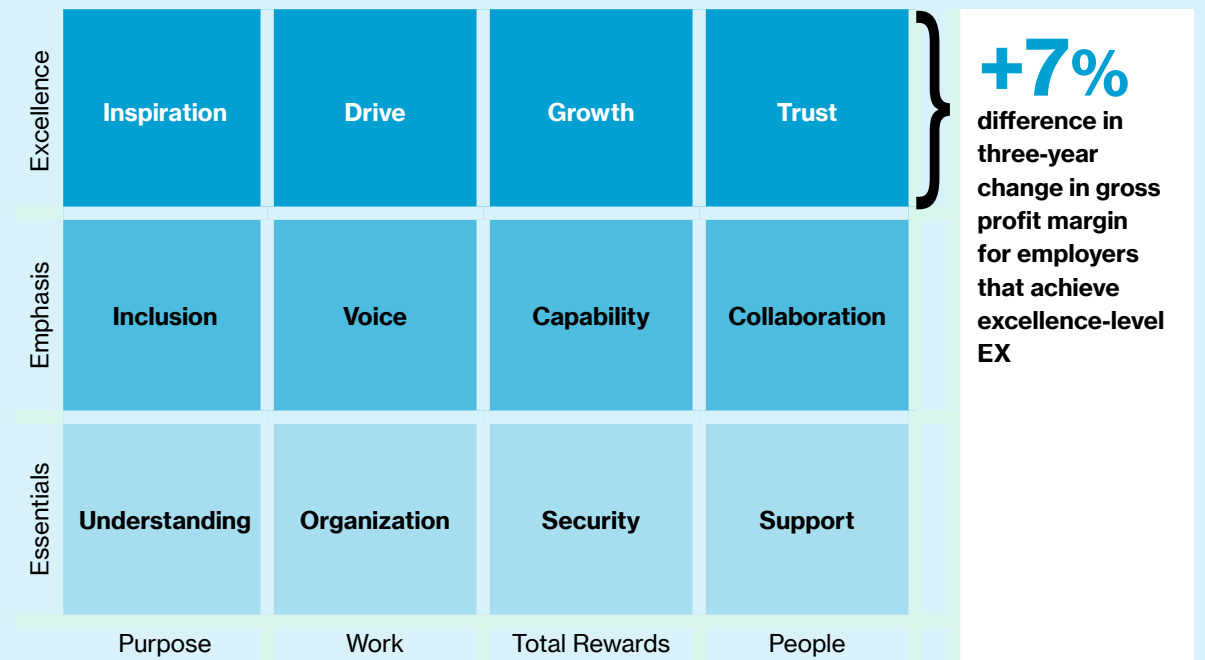 Excellence
Inspiration
Drive
Growth
Trust
+7%
difference in
three-year
change in gross
profit margin
for employers
that achieve
excellence-level
EX
Emphasis
Inclusion
Voice
Capability
Collaboration
Essentials
Understanding
Organization
Security
Support
Purpose
Work
Total Rewards
People